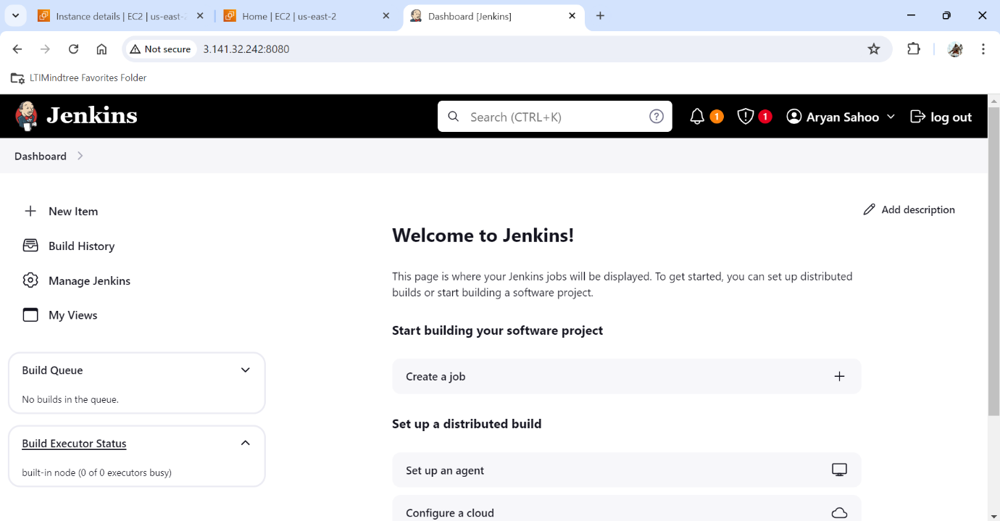 Instance details | EC2 | us-east-2
Home | EC2 | us-east-2
Dashboard [Jenkins]
Not secure
3.141.32.242:8080
LTIMindtree Favorites Folder
Jenkins
Search (CTRL+K)
?
1
1
Aryan Sahoo
log out
Dashboard
New Item
Build History
Manage Jenkins
My Views
Build Queue
No builds in the queue.
Build Executor Status
built-in node (0 of 0 executors busy)
Add description
Welcome to Jenkins!
This page is where your Jenkins jobs will be displayed. To get started, you can set up distributed
builds or start building a software project.
Start building your software project
Create a job
Set up a distributed build
Set up an agent
Configure a cloud